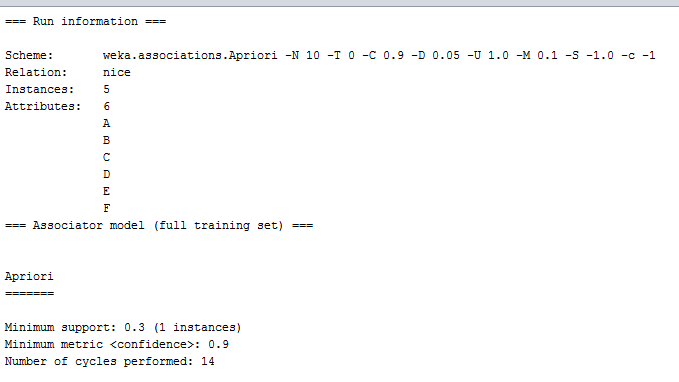 === Run information ===
Scheme: weka.associations.Apriori -N 10 -T 0 -C 0.9 -D 0.05 -U 1.0 -M 0.1 -S -1.0 -c -1
Relation: nice
Instances: 5
Attributes: 6
A
B
C
D
E
F
=== Associator model (full training set) ===
Apriori
=======
Minimum support: 0.3 (1 instances)
Minimum metric <confidence>: 0.9
Number of cycles performed: 14